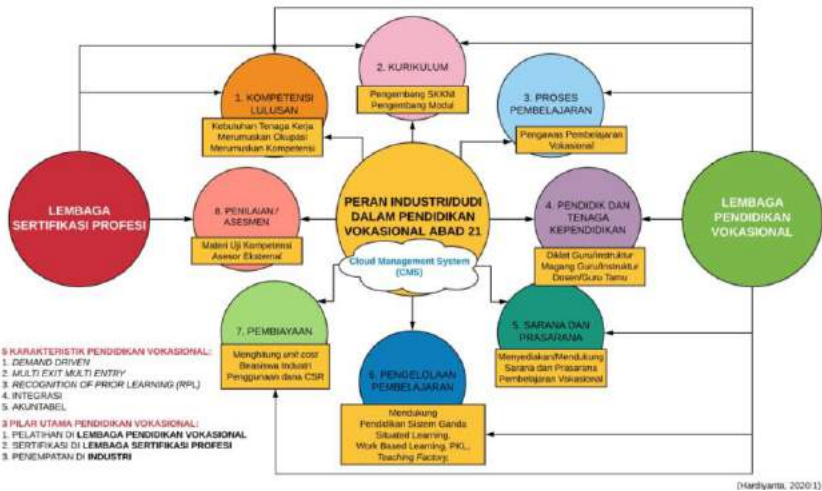 2. KURIKULUM
Pengembang SKKNI
Pengembang Modul
1. KOMPETENSI
LULUSAN
Kebutuhan Tenaga Kerja
Merumuskan Okupasi
Merumuskan Kompetensi
3. PROSES
PEMBELAJARAN
Pengawas Pembelajaran
Vokasional
LEMBAGA
SERTIFIKASI PROFESI
8. PENILAIAN /
ASESMEN
Materi Uji Kompetensi
Asesor Eksternal
PERAN INDUSTRI/DUDI
DALAM PENDIDIKAN
VOKASIONAL ABAD 21
Cloud Management System
(CMS)
4. PENDIDIK DAN
TENAGA
KEPENDIDIKAN
Diklat Guru/Instruktur
Magang Guru/Instruktur
Dosen/Guru Tamu
LEMBAGA
PENDIDIKAN
VOKASIONAL
7. PEMBIAYAAN
Menghitung unit cost
Beasiswa Industri
Penggunaan dana CSR
6. PENGELOLAAN
PEMBELAJARAN
Mendukung
Pendidikan Sistem Ganda
Situated Learning,
Work Based Learning, PKL,
Teaching Factory,
5. SARANA DAN
PRASARANA
Menyediakan/Mendukung
Sarana dan Prasarana
Pembelajaran Vokasional
5 KARAKTERISTIK PENDIDIKAN VOKASIONAL:
1. DEMAND DRIVEN
2. MULTI EXIT MULTI ENTRY
3. RECOGNITION OF PRIOR LEARNING (RPL)
4. INTEGRASI
5. AKUNTABEL
3 PILAR UTAMA PENDIDIKAN VOKASIONAL:
1. PELATIHAN DI LEMBAGA PENDIDIKAN VOKASIONAL
2. SERTIFIKASI DI LEMBAGA SERTIFIKASI PROFESI
3. PENEMPATAN DI INDUSTRI
(Hardiyanta, 2020:1)